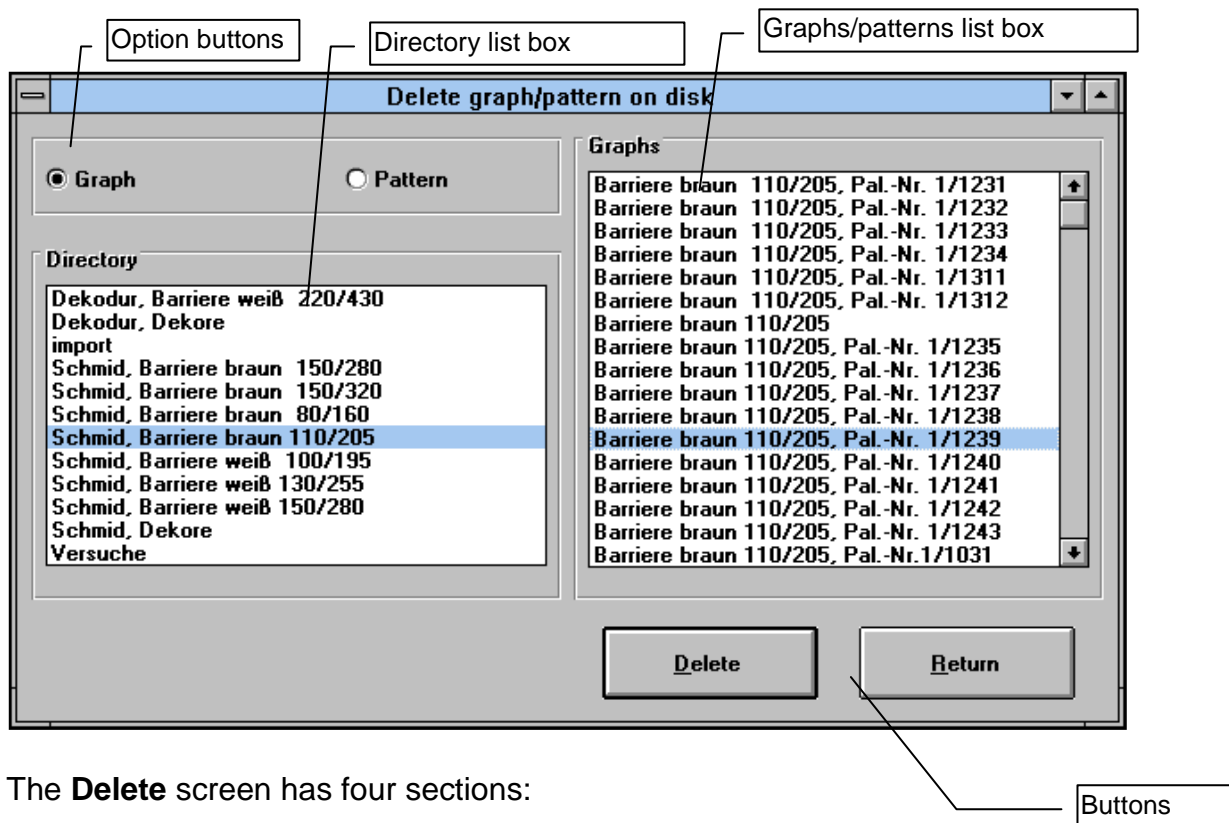 Option buttons
Directory list box
Graphs/patterns list box
Delete graph/pattern on disk
Graph
Pattern
Directory
Dekodur, Barriere weiß  220/430
Dekodur, Dekore
import
Schmid, Barriere braun  150/280
Schmid, Barriere braun  150/320
Schmid, Barriere braun  80/160
Schmid, Barriere braun 110/205
Schmid, Barriere weiß  100/195
Schmid, Barriere weiß 130/255
Schmid, Barriere weiß 150/280
Schmid, Dekore
Versuche
Graphs
Barriere braun  110/205, Pal.-Nr. 1/1231
Barriere braun  110/205, Pal.-Nr. 1/1232
Barriere braun  110/205, Pal.-Nr. 1/1233
Barriere braun  110/205, Pal.-Nr. 1/1234
Barriere braun  110/205, Pal.-Nr. 1/1311
Barriere braun  110/205, Pal.-Nr. 1/1312
Barriere braun 110/205
Barriere braun 110/205, Pal.-Nr. 1/1235
Barriere braun 110/205, Pal.-Nr. 1/1236
Barriere braun 110/205, Pal.-Nr. 1/1237
Barriere braun 110/205, Pal.-Nr. 1/1238
Barriere braun 110/205, Pal.-Nr. 1/1239
Barriere braun 110/205, Pal.-Nr. 1/1240
Barriere braun 110/205, Pal.-Nr. 1/1241
Barriere braun 110/205, Pal.-Nr. 1/1242
Barriere braun 110/205, Pal.-Nr. 1/1243
Barriere braun 110/205, Pal.-Nr.1/1031
Delete
Return
The Delete screen has four sections:
Buttons